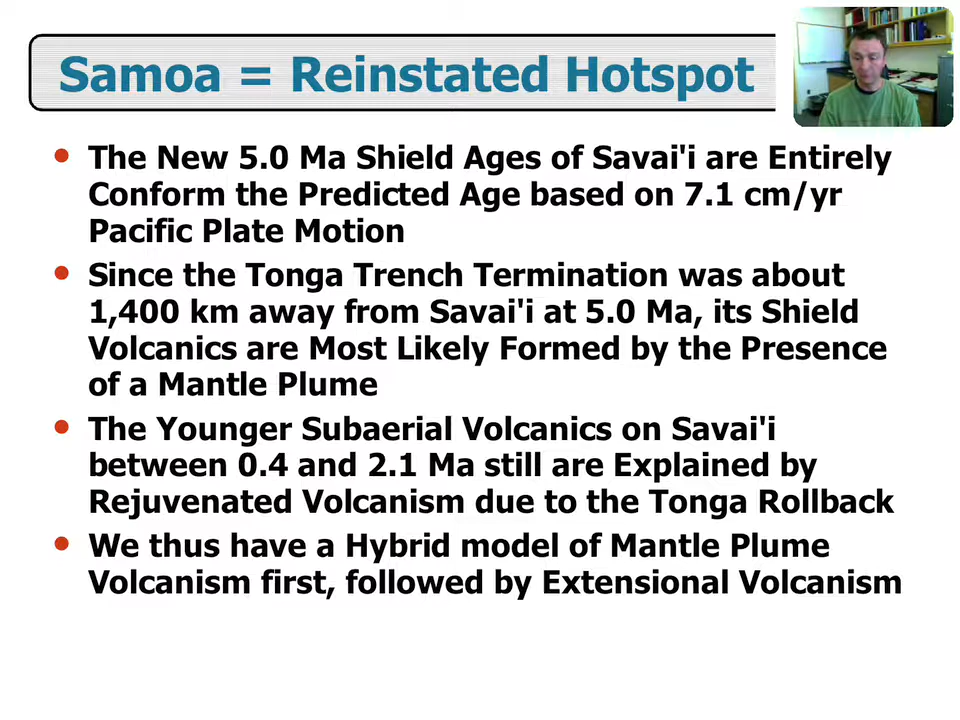 Samoa = Reinstated Hotspot
• The New 5.0 Ma Shield Ages of Savai'i are Entirely
Conform the Predicted Age based on 7.1 cm/yr
Pacific Plate Motion
• Since the Tonga Trench Termination was about
1,400 km away from Savai'i at 5.0 Ma, its Shield
Volcanics are Most Likely Formed by the Presence
of a Mantle Plume
• The Younger Subaerial Volcanics on Savai'i
between 0.4 and 2.1 Ma still are Explained by
Rejuvenated Volcanism due to the Tonga Rollback
• We thus have a Hybrid model of Mantle Plume
Volcanism first, followed by Extensional Volcanism